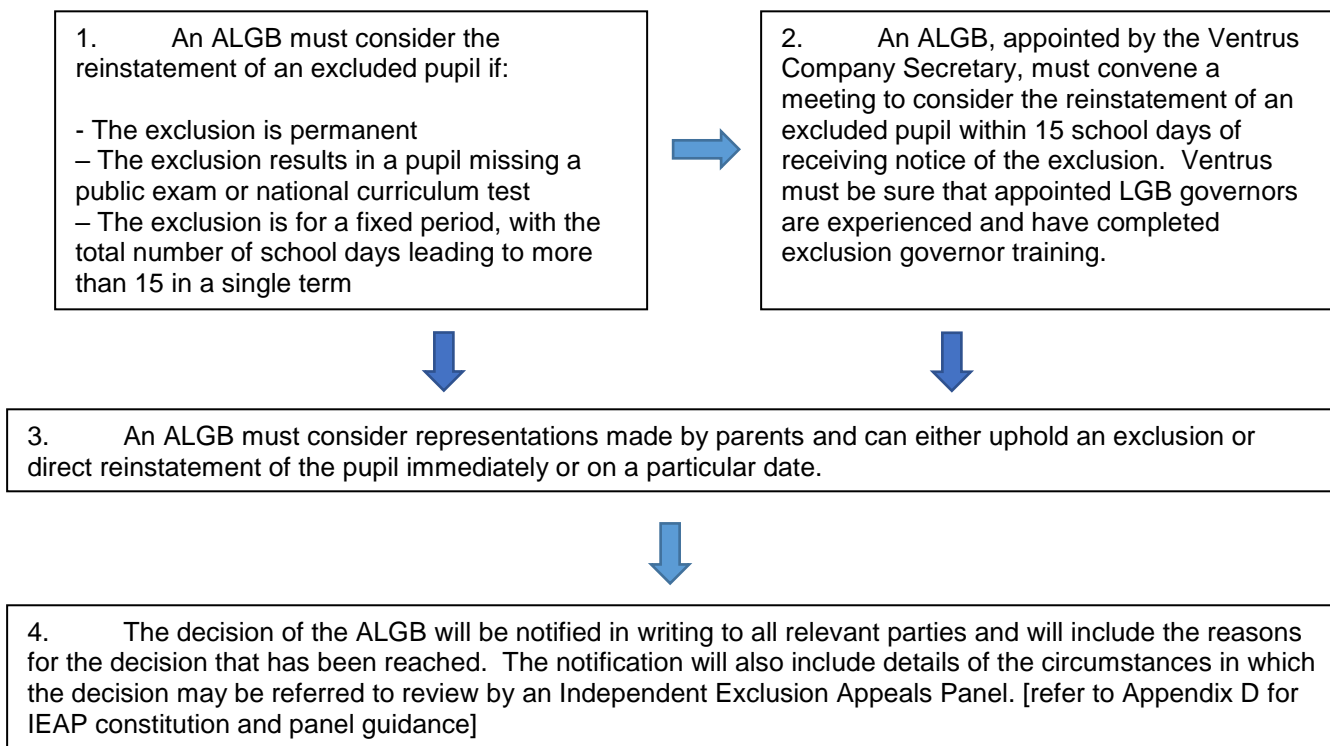 1. An ALGB must consider the
reinstatement of an excluded pupil if:
- The exclusion is permanent
– The exclusion results in a pupil missing a
public exam or national curriculum test
– The exclusion is for a fixed period, with the
total number of school days leading to more
than 15 in a single term
2. An ALGB, appointed by the Ventrus
Company Secretary, must convene a
meeting to consider the reinstatement of an
excluded pupil within 15 school days of
receiving notice of the exclusion.  Ventrus
must be sure that appointed LGB governors
are experienced and have completed
exclusion governor training.
3. An ALGB must consider representations made by parents and can either uphold an exclusion or
direct reinstatement of the pupil immediately or on a particular date.
4. The decision of the ALGB will be notified in writing to all relevant parties and will include the reasons
for the decision that has been reached.  The notification will also include details of the circumstances in which
the decision may be referred to review by an Independent Exclusion Appeals Panel. [refer to Appendix D for
IEAP constitution and panel guidance]